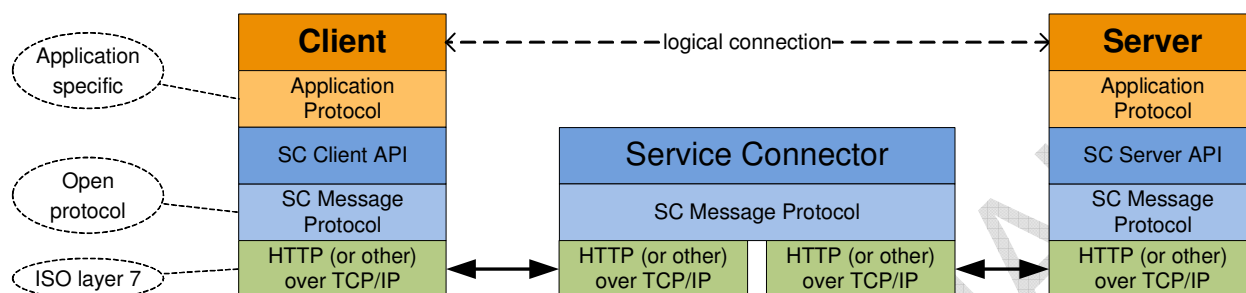 Client
logical connection
Server
Application
specific
Application
Protocol
Application
Protocol
SC Client API
Service Connector
SC Server API
Open
protocol
SC Message
Protocol
SC Message Protocol
SC Message
Protocol
ISO layer 7
HTTP (or other)
over TCP/IP
HTTP (or other)
over TCP/IP
HTTP (or other)
over TCP/IP
HTTP (or other)
over TCP/IP